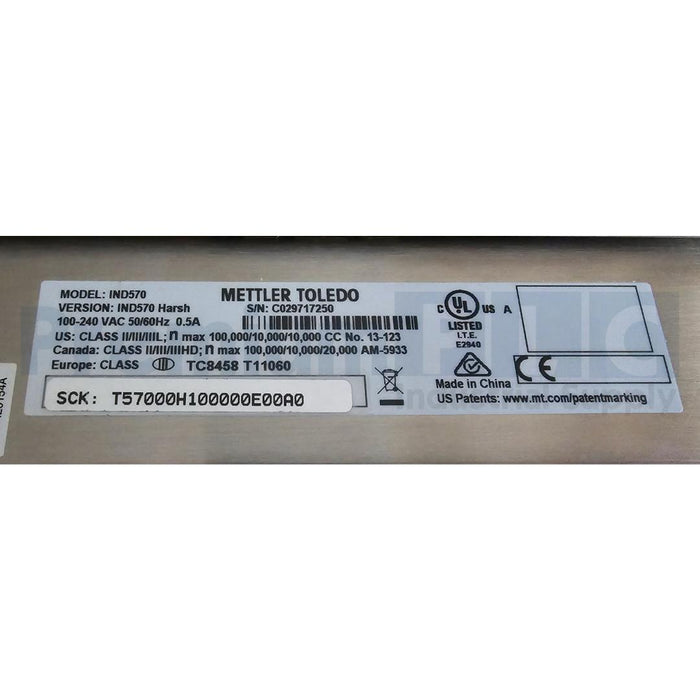 MODEL: IND570
METTLER TOLEDO
VERSION: IND570 Harsh
S/N: C029717250
100-240 VAC 50/60Hz 0.5A
US: CLASS II/III/IIIL; n max 100,000/10,000/10,000 CC No. 13-123
Canada: CLASS II/III/IIIHD; n max 100,000/10,000/20,000 AM-5933
Europe: CLASS III TC8458 T11060
SCK: T57000H100000E00A0
C UL US A
LISTED
I.T.E.
E2940
Made in China
US Patents: www.mt.com/patentmarking
Industrial Supply